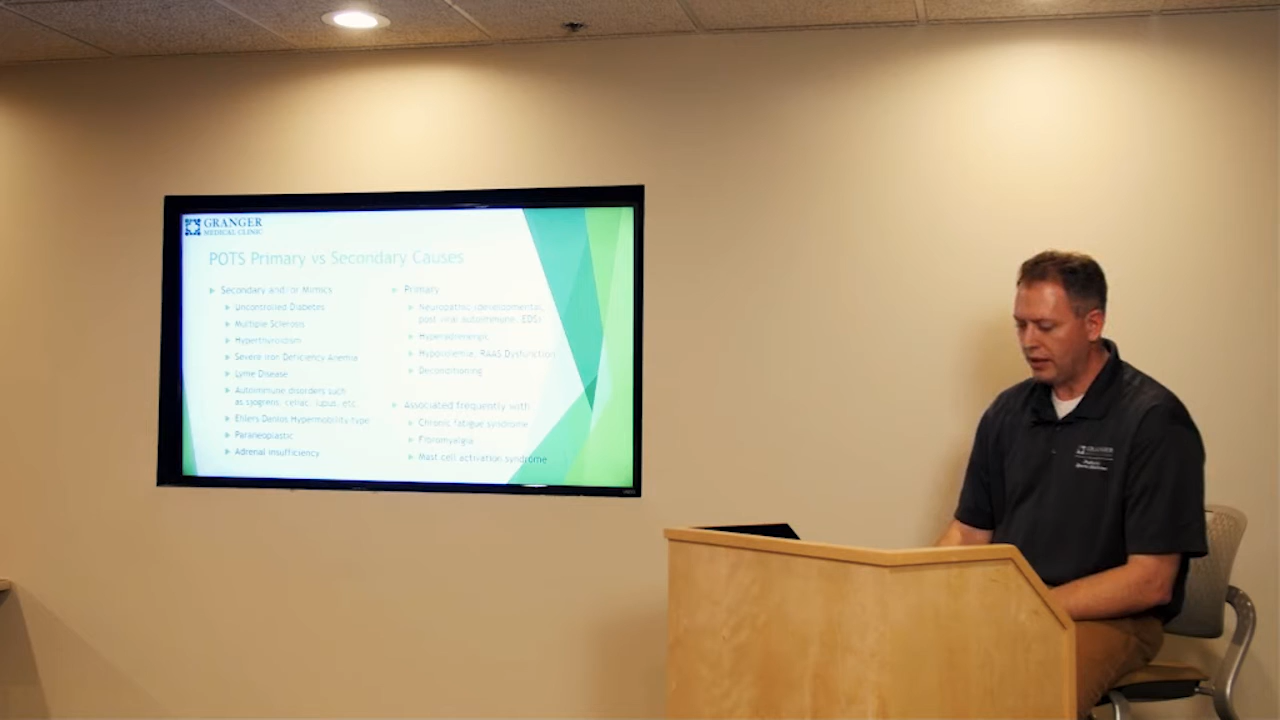 GRANGER
MEDICAL CLINIC
POTS Primary vs Secondary Causes
Secondary and/or Mimics
Uncontrolled Diabetes
Multiple Sclerosis
Hyperthyroidism
Severe Iron Deficiency Anemia
Lyme Disease
Autoimmune disorders such
as sjogrens, celiac, lupus, etc.
Ehlers Danlos Hypermobility type
Paraneoplastic
Adrenal insufficiency
Primary
Neuropathic (developmental,
post viral autoimmune, EDS)
Hyperadrenergic
Hypovolemia, RAAS Dysfunction
Deconditioning
Associated frequently with
Chronic fatigue syndrome
Fibromyalgia
Mast cell activation syndrome
GRANGER